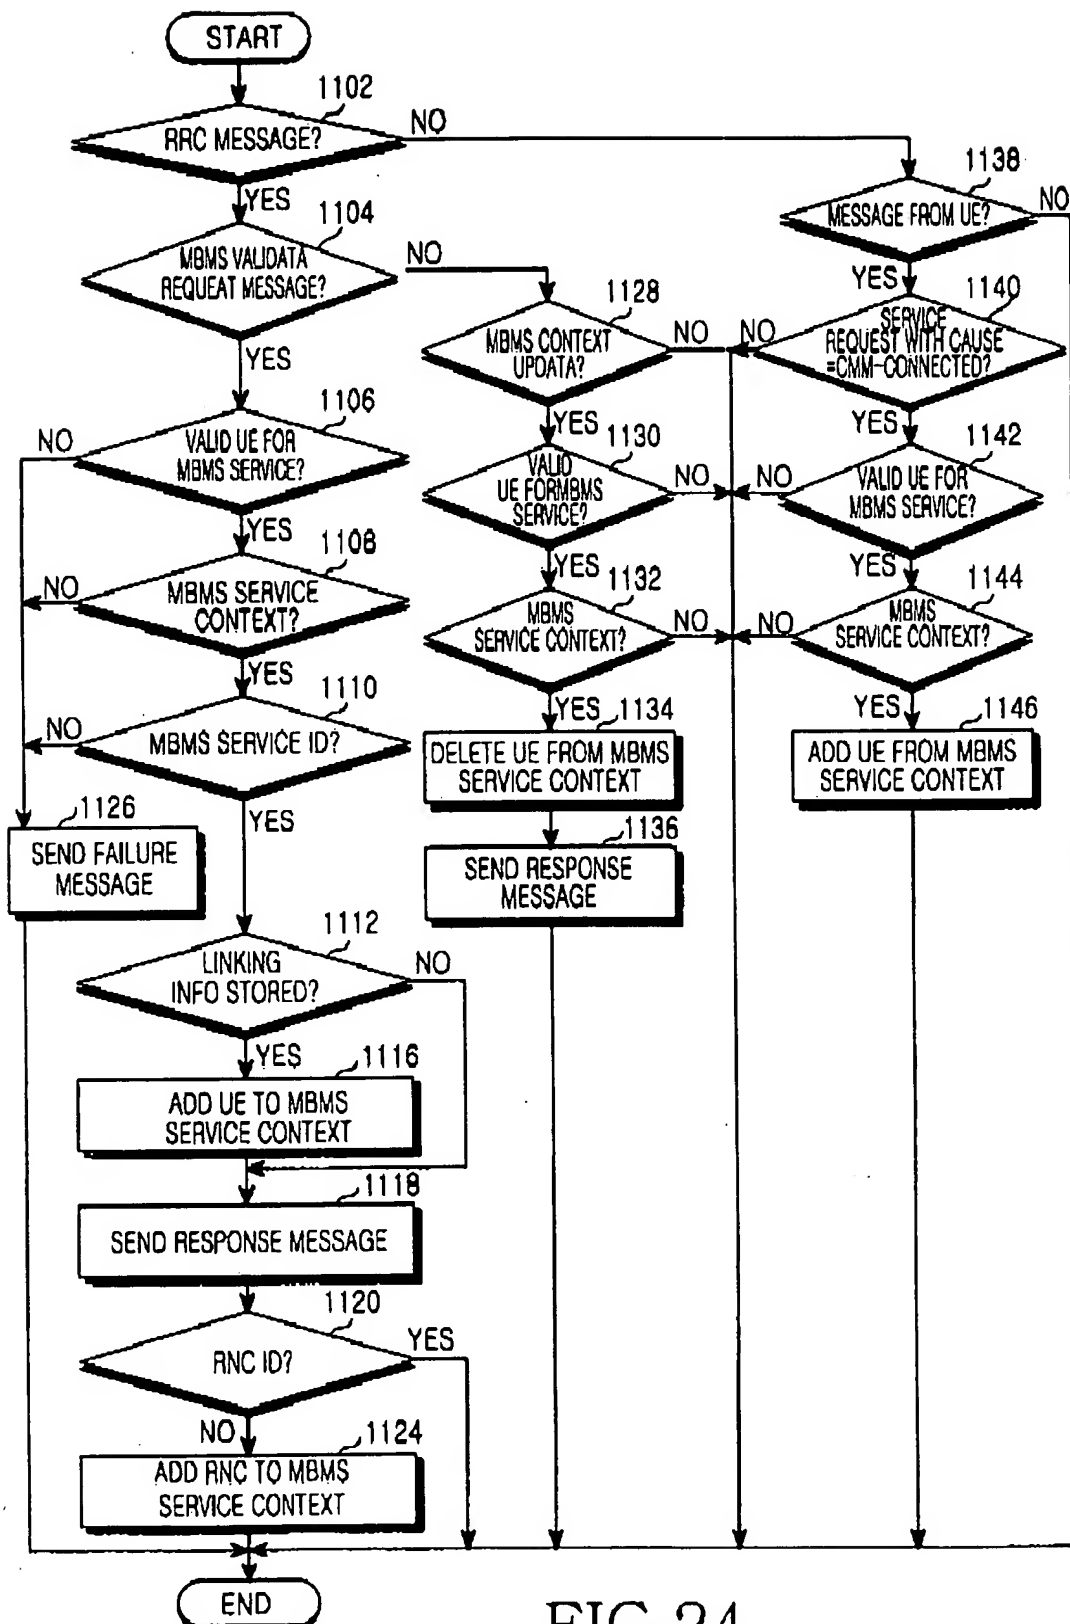 START
1102
RRC MESSAGE?
NO
YES
1138
MESSAGE FROM UE?
NO
YES
1104
MBMS VALIDATA
REQUEAT MESSAGE?
NO
YES
1128
MBMS CONTEXT
UPDATA?
NO
YES
1140
SERVICE
REQUEST WITH CAUSE
=CMM-CONNECTED?
NO
YES
1106
VALID UE FOR
MBMS SERVICE?
NO
YES
1130
VALID
UE FORMBMS
SERVICE?
NO
YES
1142
VALID UE FOR
MBMS SERVICE?
NO
YES
1108
MBMS SERVICE
CONTEXT?
NO
YES
1132
MBMS
SERVICE CONTEXT?
NO
YES
1144
MBMS
SERVICE CONTEXT?
NO
YES
1110
MBMS SERVICE ID?
NO
YES
1134
DELETE UE FROM MBMS
SERVICE CONTEXT
1146
ADD UE FROM MBMS
SERVICE CONTEXT
1126
SEND FAILURE
MESSAGE
1136
SEND RESPONSE
MESSAGE
1112
LINKING
INFO STORED?
NO
YES
1116
ADD UE TO MBMS
SERVICE CONTEXT
1118
SEND RESPONSE MESSAGE
1120
RNC ID?
YES
NO
1124
ADD RNC TO MBMS
SERVICE CONTEXT
END
FIG.24